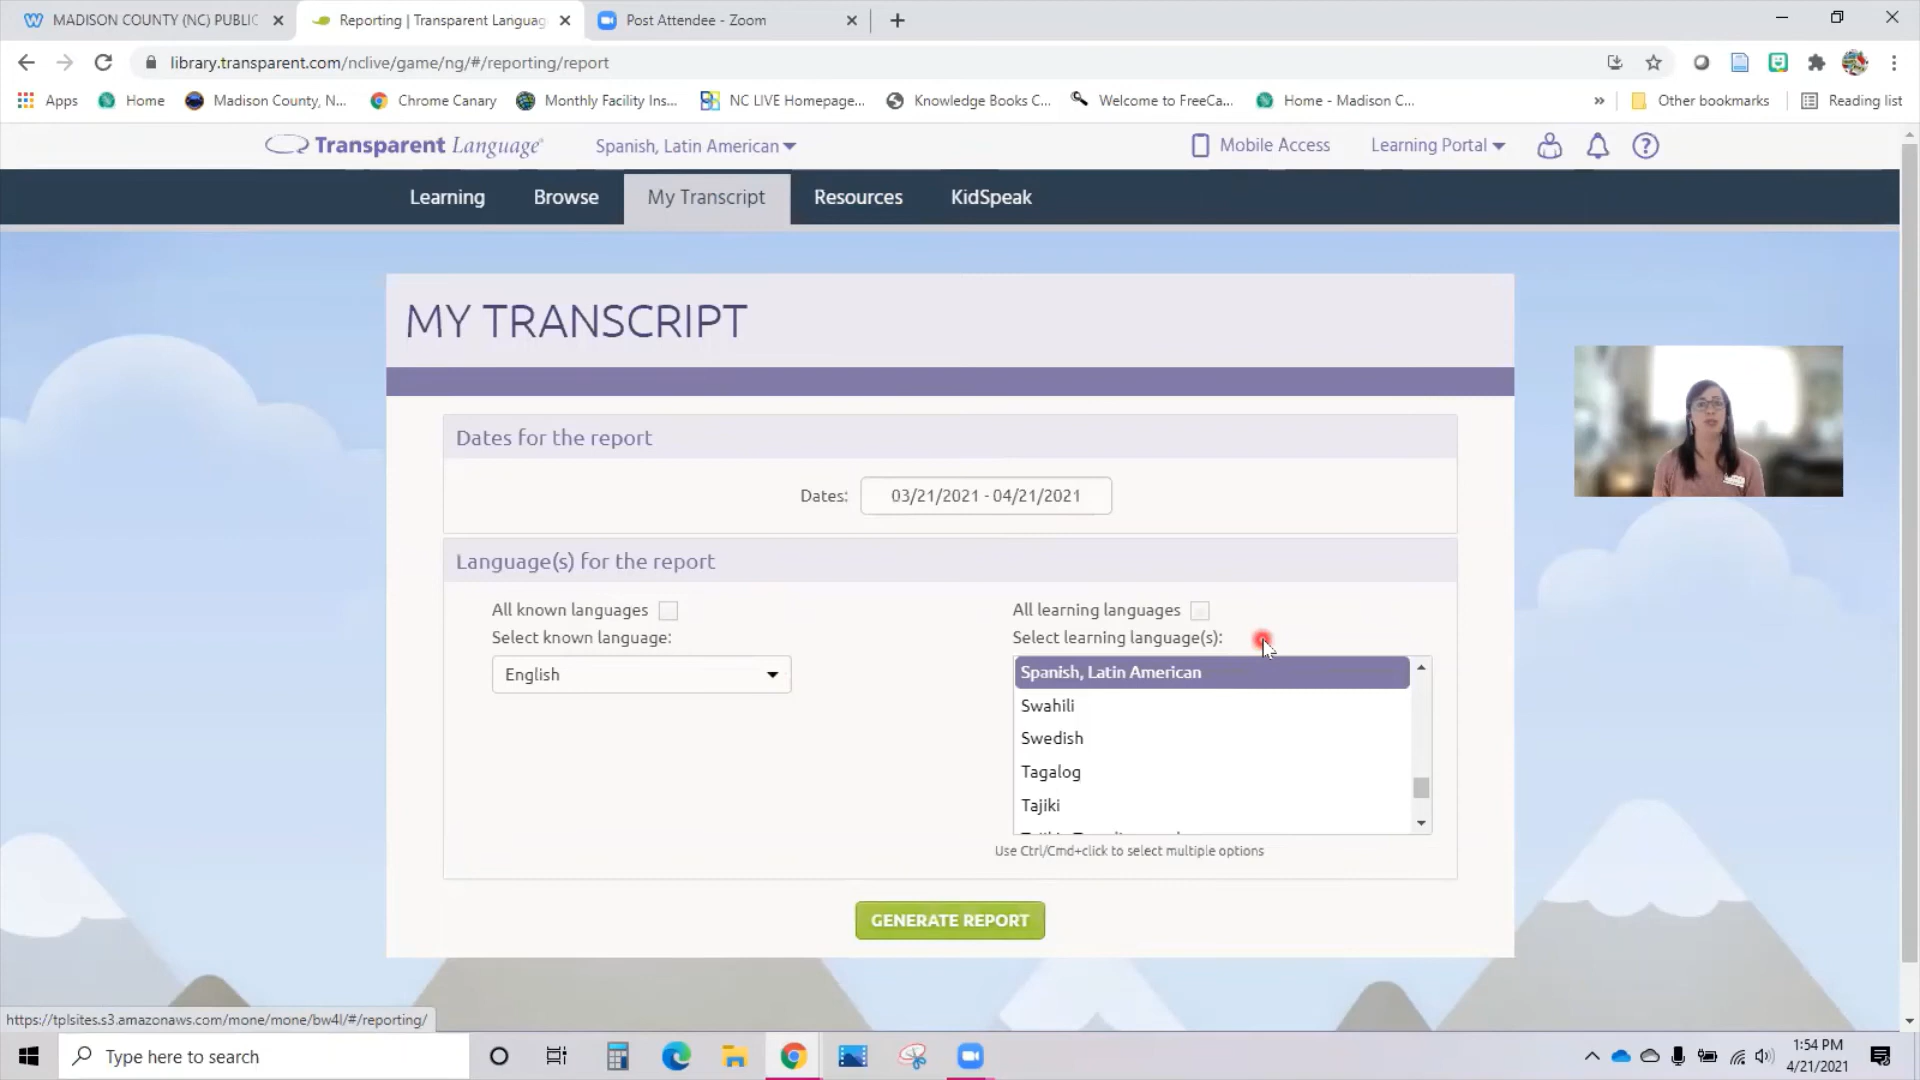 MADISON COUNTY (NC) PUBLIC
Reporting | Transparent Languag
Post Attendee - Zoom
library.transparent.com/nclive/game/ng/#/reporting/report
Apps
Home
Madison County, N...
Chrome Canary
Monthly Facility Ins...
NC LIVE Homepage...
Knowledge Books C...
Welcome to FreeCa...
Home - Madison C...
»
Other bookmarks
Reading list
Transparent Language
Spanish, Latin American
Mobile Access
Learning Portal
Learning
Browse
My Transcript
Resources
KidSpeak
MY TRANSCRIPT
Dates for the report
Dates: 03/21/2021 - 04/21/2021
Language(s) for the report
All known languages
Select known language:
English
All learning languages
Select learning language(s):
Spanish, Latin American
Swahili
Swedish
Tagalog
Tajiki
Use Ctrl/Cmd+click to select multiple options
GENERATE REPORT
https://tplsites.s3.amazonaws.com/mone/mone/bw4l/#/reporting/
Type here to search
1:54 PM
4/21/2021